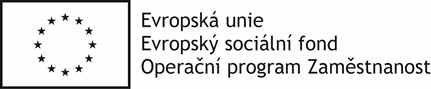 Evropská unie
Evropský sociální fond
Operační program Zaměstnanost